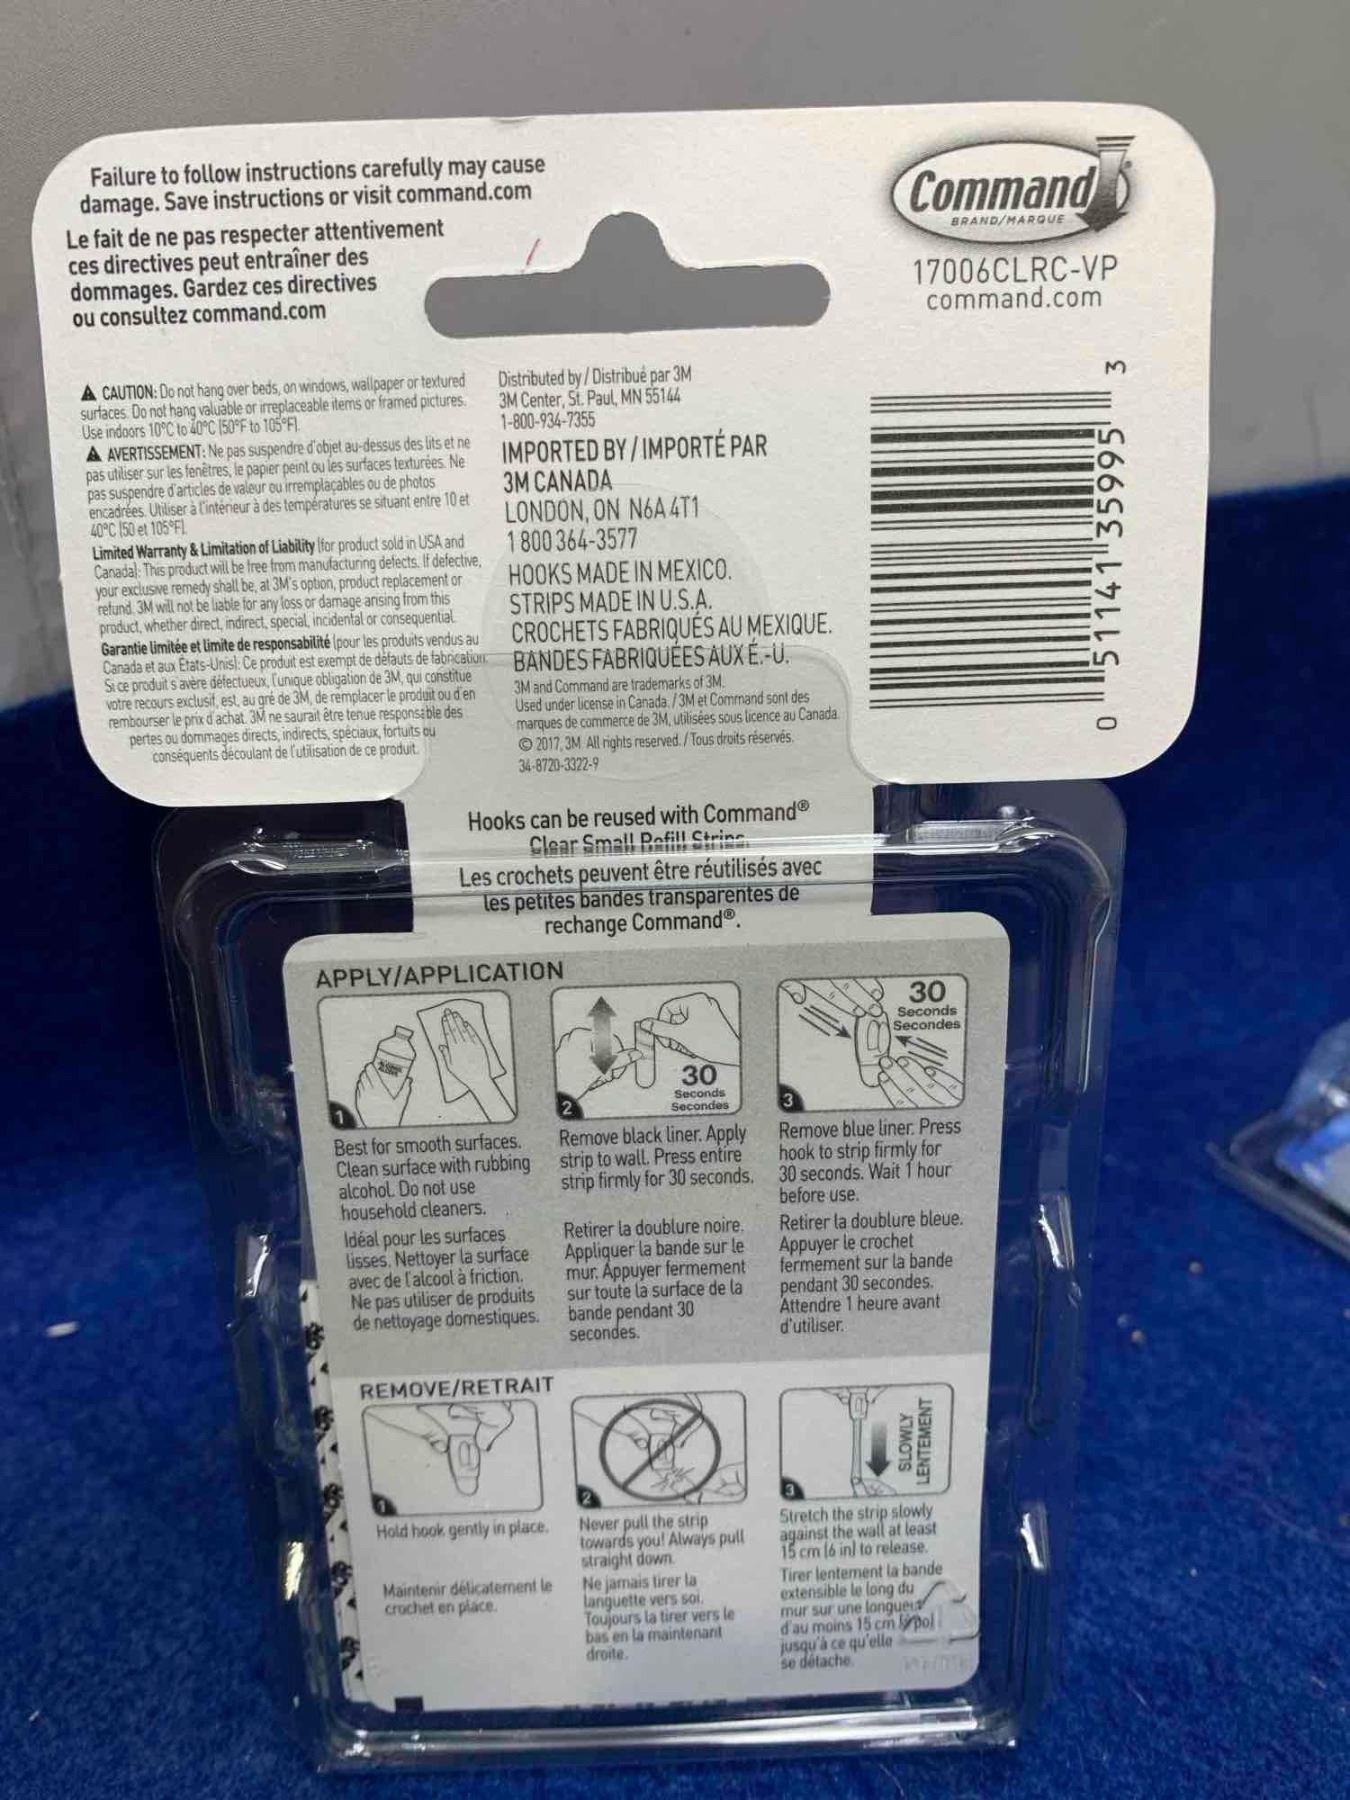 Failure to follow instructions carefully may cause
damage. Save instructions or visit command.com
Le fait de ne pas respecter attentivement
ces directives peut entraîner des
dommages. Gardez ces directives
ou consultez command.com
Command
BRAND/MARQUE
17006CLRC-VP
command.com
CAUTION: Do not hang over beds, on windows, wallpaper or textured
surfaces. Do not hang valuable or irreplaceable items or framed pictures.
Use indoors 10°C to 40°C (50°F to 105°F).
AVERTISSEMENT: Ne pas suspendre d'objet au-dessus des lits et ne
pas utiliser sur les fenêtres, le papier peint ou les surfaces texturées. Ne
pas suspendre d'articles de valeur ou irremplaçables ou de photos
encadrées. Utiliser à l'intérieur à des températures se situant entre 10 et
40°C (50 et 105°F).
Limited Warranty & Limitation of Liability (for product sold in USA and
Canada): This product will be free from manufacturing defects. If defective,
your exclusive remedy shall be, at 3M's option, product replacement or
refund. 3M will not be liable for any loss or damage arising from this
product, whether direct, indirect, special, incidental or consequential.
Garantie limitée et limite de responsabilité (pour les produits vendus au
Canada et aux États-Unis): Ce produit est exempt de défauts de fabrication.
Si ce produit s'avère défectueux, l'unique obligation de 3M, qui constitue
votre recours exclusif, est, au gré de 3M, de remplacer le produit ou d'en
rembourser le prix d'achat. 3M ne saurait être tenue responsable des
pertes ou dommages directs, indirects, spéciaux, fortuits ou
conséquents découlant de l'utilisation de ce produit.
Distributed by / Distribué par 3M
3M Center, St. Paul, MN 55144
1-800-934-7355
IMPORTED BY / IMPORTÉ PAR
3M CANADA
LONDON, ON N6A 4T1
1 800 364-3577
HOOKS MADE IN MEXICO.
STRIPS MADE IN U.S.A.
CROCHETS FABRIQUÉS AU MEXIQUE.
BANDES FABRIQUÉES AUX É.-U.
3M and Command are trademarks of 3M.
Used under license in Canada. / 3M et Command sont des
marques de commerce de 3M, utilisées sous licence au Canada.
© 2017, 3M. All rights reserved. / Tous droits réservés.
34-8720-3322-9
0 51141 35995 3
Hooks can be reused with Command®
Clear Small Refill Strips.
Les crochets peuvent être réutilisés avec
les petites bandes transparentes de
rechange Command®.
APPLY/APPLICATION
1
Best for smooth surfaces.
Clean surface with rubbing
alcohol. Do not use
household cleaners.
Idéal pour les surfaces
lisses. Nettoyer la surface
avec de l'alcool à friction.
Ne pas utiliser de produits
de nettoyage domestiques.
30
Seconds
Secondes
2
Remove black liner. Apply
strip to wall. Press entire
strip firmly for 30 seconds.
Retirer la doublure noire.
Appliquer la bande sur le
mur. Appuyer fermement
sur toute la surface de la
bande pendant 30
secondes.
30
Seconds
Secondes
3
Remove blue liner. Press
hook to strip firmly for
30 seconds. Wait 1 hour
before use.
Retirer la doublure bleue.
Appuyer le crochet
fermement sur la bande
pendant 30 secondes.
Attendre 1 heure avant
d'utiliser.
REMOVE/RETRAIT
1
Hold hook gently in place.
Maintenir délicatement le
crochet en place.
2
Never pull the strip
towards you! Always pull
straight down.
Ne jamais tirer la
languette vers soi.
Toujours la tirer vers le
bas en la maintenant
droite.
SLOWLY
LENTEMENT
3
Stretch the strip slowly
against the wall at least
15 cm (6 in) to release.
Tirer lentement la bande
extensible le long du
mur sur une longueur
d'au moins 15 cm (6 po)
jusqu'à ce qu'elle
se détache.